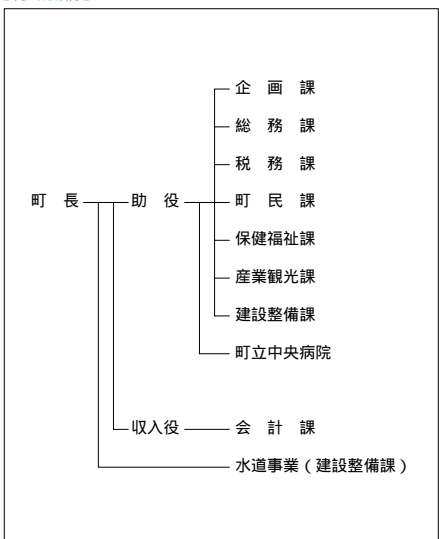 企画課
総務課
税務課
町長 助役 町民課
保健福祉課
産業観光課
建設整備課
町立中央病院
収入役 会計課
水道事業（建設整備課）